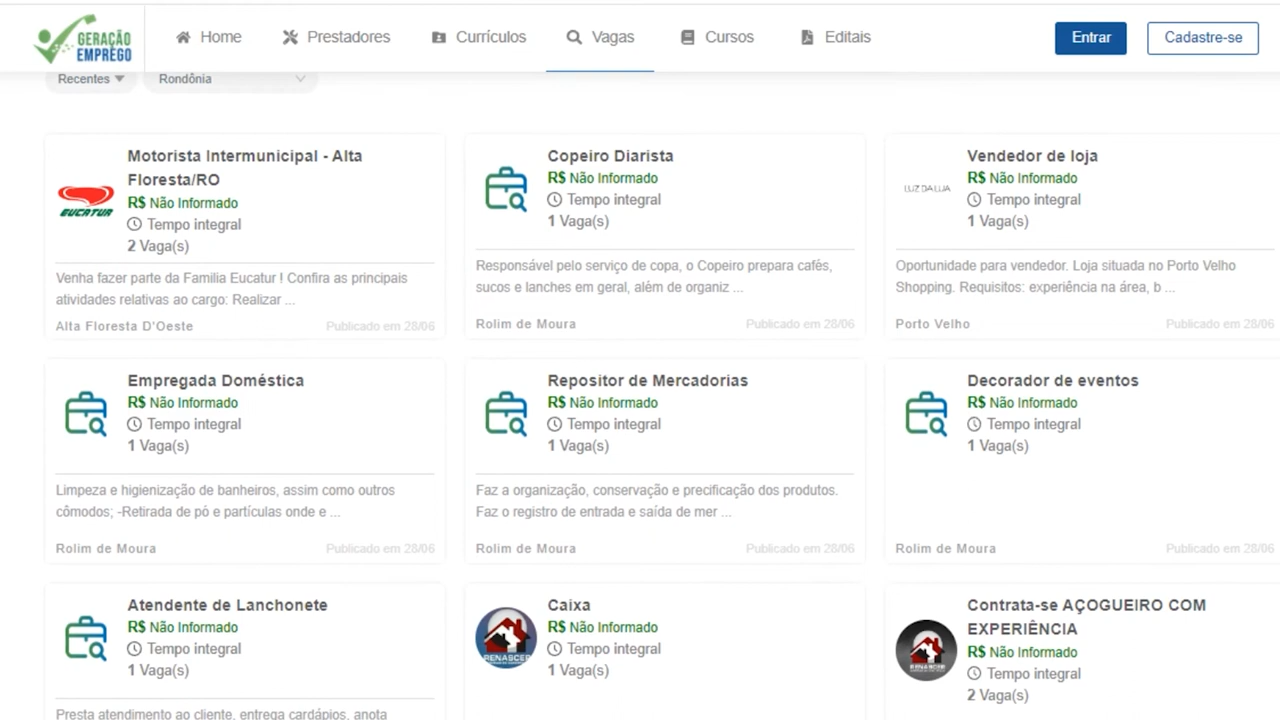 GERAÇÃO
EMPREGO
Home
Prestadores
Currículos
Vagas
Cursos
Editais
Entrar
Cadastre-se
Recentes
Rondônia
Motorista Intermunicipal - Alta
Floresta/RO
R$ Não Informado
Tempo integral
2 Vaga(s)
EUCATUR
Venha fazer parte da Familia Eucatur ! Confira as principais
atividades relativas ao cargo: Realizar ...
Alta Floresta D'Oeste
Publicado em 28/06
Copeiro Diarista
R$ Não Informado
Tempo integral
1 Vaga(s)
Responsável pelo serviço de copa, o Copeiro prepara cafés,
sucos e lanches em geral, além de organiz ...
Rolim de Moura
Publicado em 28/06
Vendedor de loja
R$ Não Informado
Tempo integral
1 Vaga(s)
LUZ DA LUA
Oportunidade para vendedor. Loja situada no Porto Velho
Shopping. Requisitos: experiência na área, b ...
Porto Velho
Publicado em 28/06
Empregada Doméstica
R$ Não Informado
Tempo integral
1 Vaga(s)
Limpeza e higienização de banheiros, assim como outros
cômodos; -Retirada de pó e partículas onde e ...
Rolim de Moura
Publicado em 28/06
Repositor de Mercadorias
R$ Não Informado
Tempo integral
1 Vaga(s)
Faz a organização, conservação e precificação dos produtos.
Faz o registro de entrada e saída de mer ...
Rolim de Moura
Publicado em 28/06
Decorador de eventos
R$ Não Informado
Tempo integral
1 Vaga(s)
Rolim de Moura
Publicado em 28/06
Atendente de Lanchonete
R$ Não Informado
Tempo integral
1 Vaga(s)
Presta atendimento ao cliente, entrega cardápios, anota
Caixa
R$ Não Informado
Tempo integral
1 Vaga(s)
RENASCER
Contrata-se AÇOGUEIRO COM
EXPERIÊNCIA
R$ Não Informado
Tempo integral
2 Vaga(s)
RENASCER